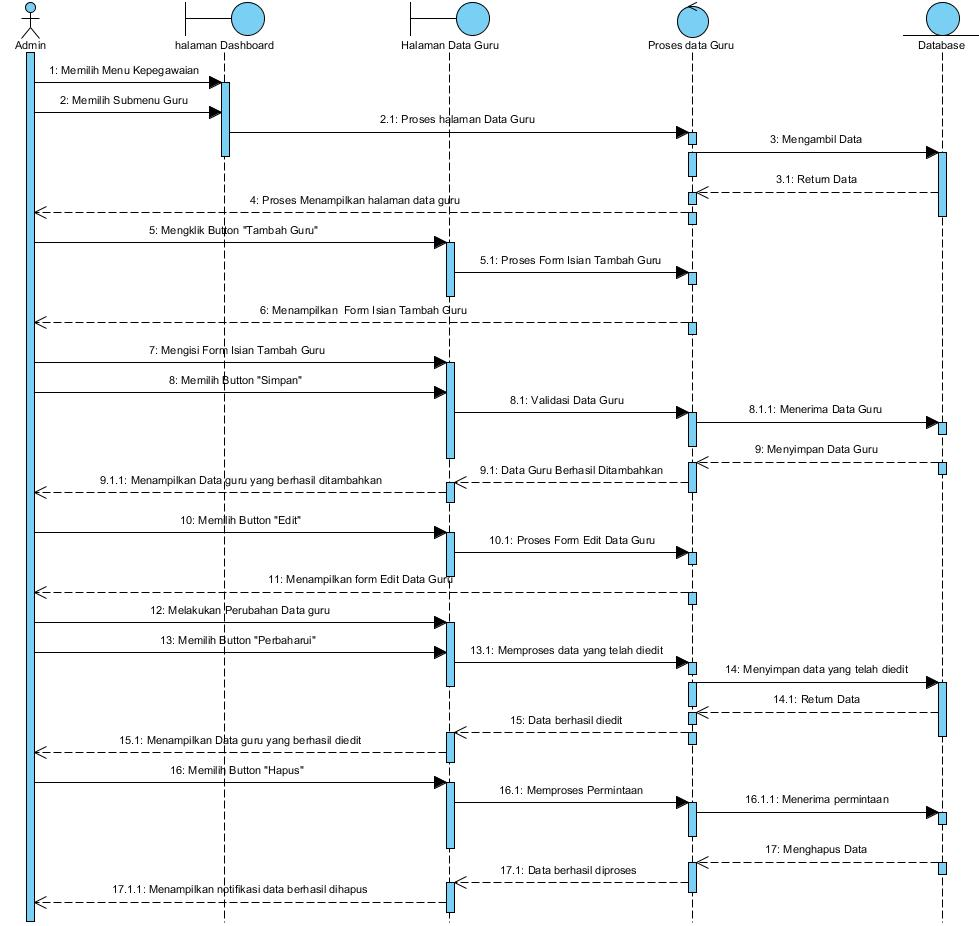 Admin
halaman Dashboard
Halaman Data Guru
Proses data Guru
Database
1: Memilih Menu Kepegawaian
2: Memilih Submenu Guru
2.1: Proses halaman Data Guru
3: Mengambil Data
3.1: Return Data
4: Proses Menampilkan halaman data guru
5: Mengklik Button "Tambah Guru"
5.1: Proses Form Isian Tambah Guru
6: Menampilkan Form Isian Tambah Guru
7: Mengisi Form Isian Tambah Guru
8: Memilih Button "Simpan"
8.1: Validasi Data Guru
8.1.1: Menerima Data Guru
9: Menyimpan Data Guru
9.1: Data Guru Berhasil Ditambahkan
9.1.1: Menampilkan Data guru yang berhasil ditambahkan
10: Memilih Button "Edit"
10.1: Proses Form Edit Data Guru
11: Menampilkan form Edit Data Guru
12: Melakukan Perubahan Data guru
13: Memilih Button "Perbaharui"
13.1: Memproses data yang telah diedit
14: Menyimpan data yang telah diedit
14.1: Return Data
15: Data berhasil diedit
15.1: Menampilkan Data guru yang berhasil diedit
16: Memilih Button "Hapus"
16.1: Memproses Permintaan
16.1.1: Menerima permintaan
17: Menghapus Data
17.1: Data berhasil diproses
17.1.1: Menampilkan notifikasi data berhasil dihapus